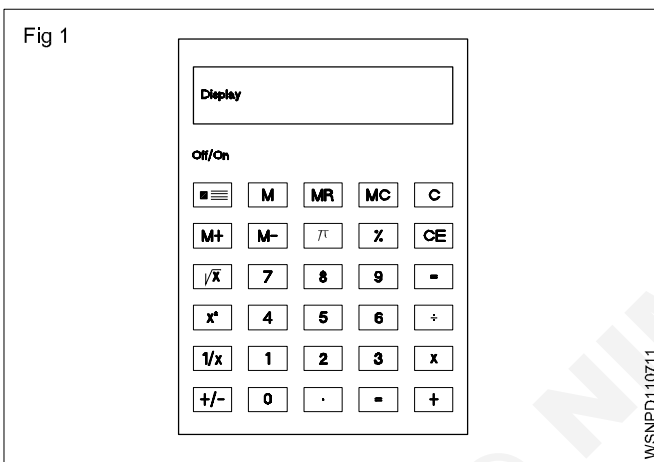 Fig 1
Display
Off/On
M MR MC C
M+ M- π % CE
√x 7 8 9 -
x² 4 5 6 ÷
1/x 1 2 3 x
+/- 0 . = +
WSNPD110711